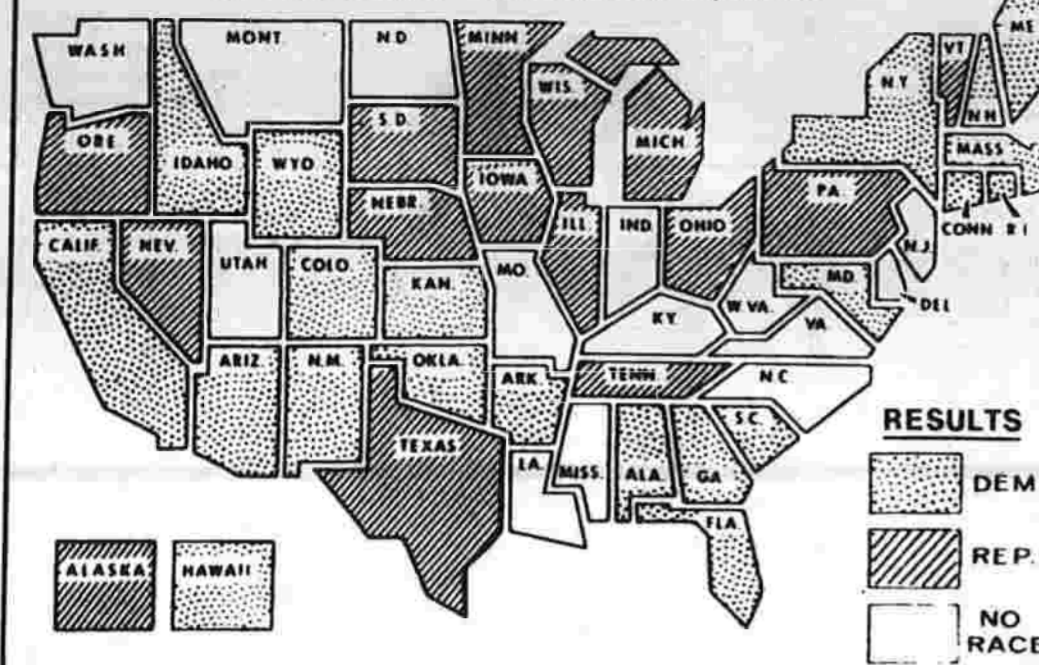 WASH
MONT
N D
MINN
ME
VT
N.Y
WIS.
ORE
S.D.
N H
IDAHO
WYO
MICH
MASS
IOWA
NEBR.
PA.
ILL
IND.
OHIO
CONN R I
CALIF.
NEV.
UTAH
COLO.
N.J.
KAN.
MO.
MD.
W.VA.
DEL
KY.
VA.
ARIZ.
N.M.
OKLA.
ARK.
TENN.
N C
S.C.
RESULTS
TEXAS
LA.
MISS.
ALA.
GA
DEM
FLA.
ALASKA
HAWAII
REP.
NO
RACE